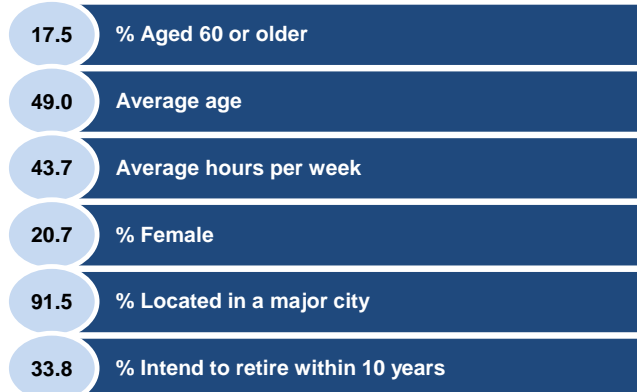 17.5 % Aged 60 or older
49.0 Average age
43.7 Average hours per week
20.7 % Female
91.5 % Located in a major city
33.8 % Intend to retire within 10 years